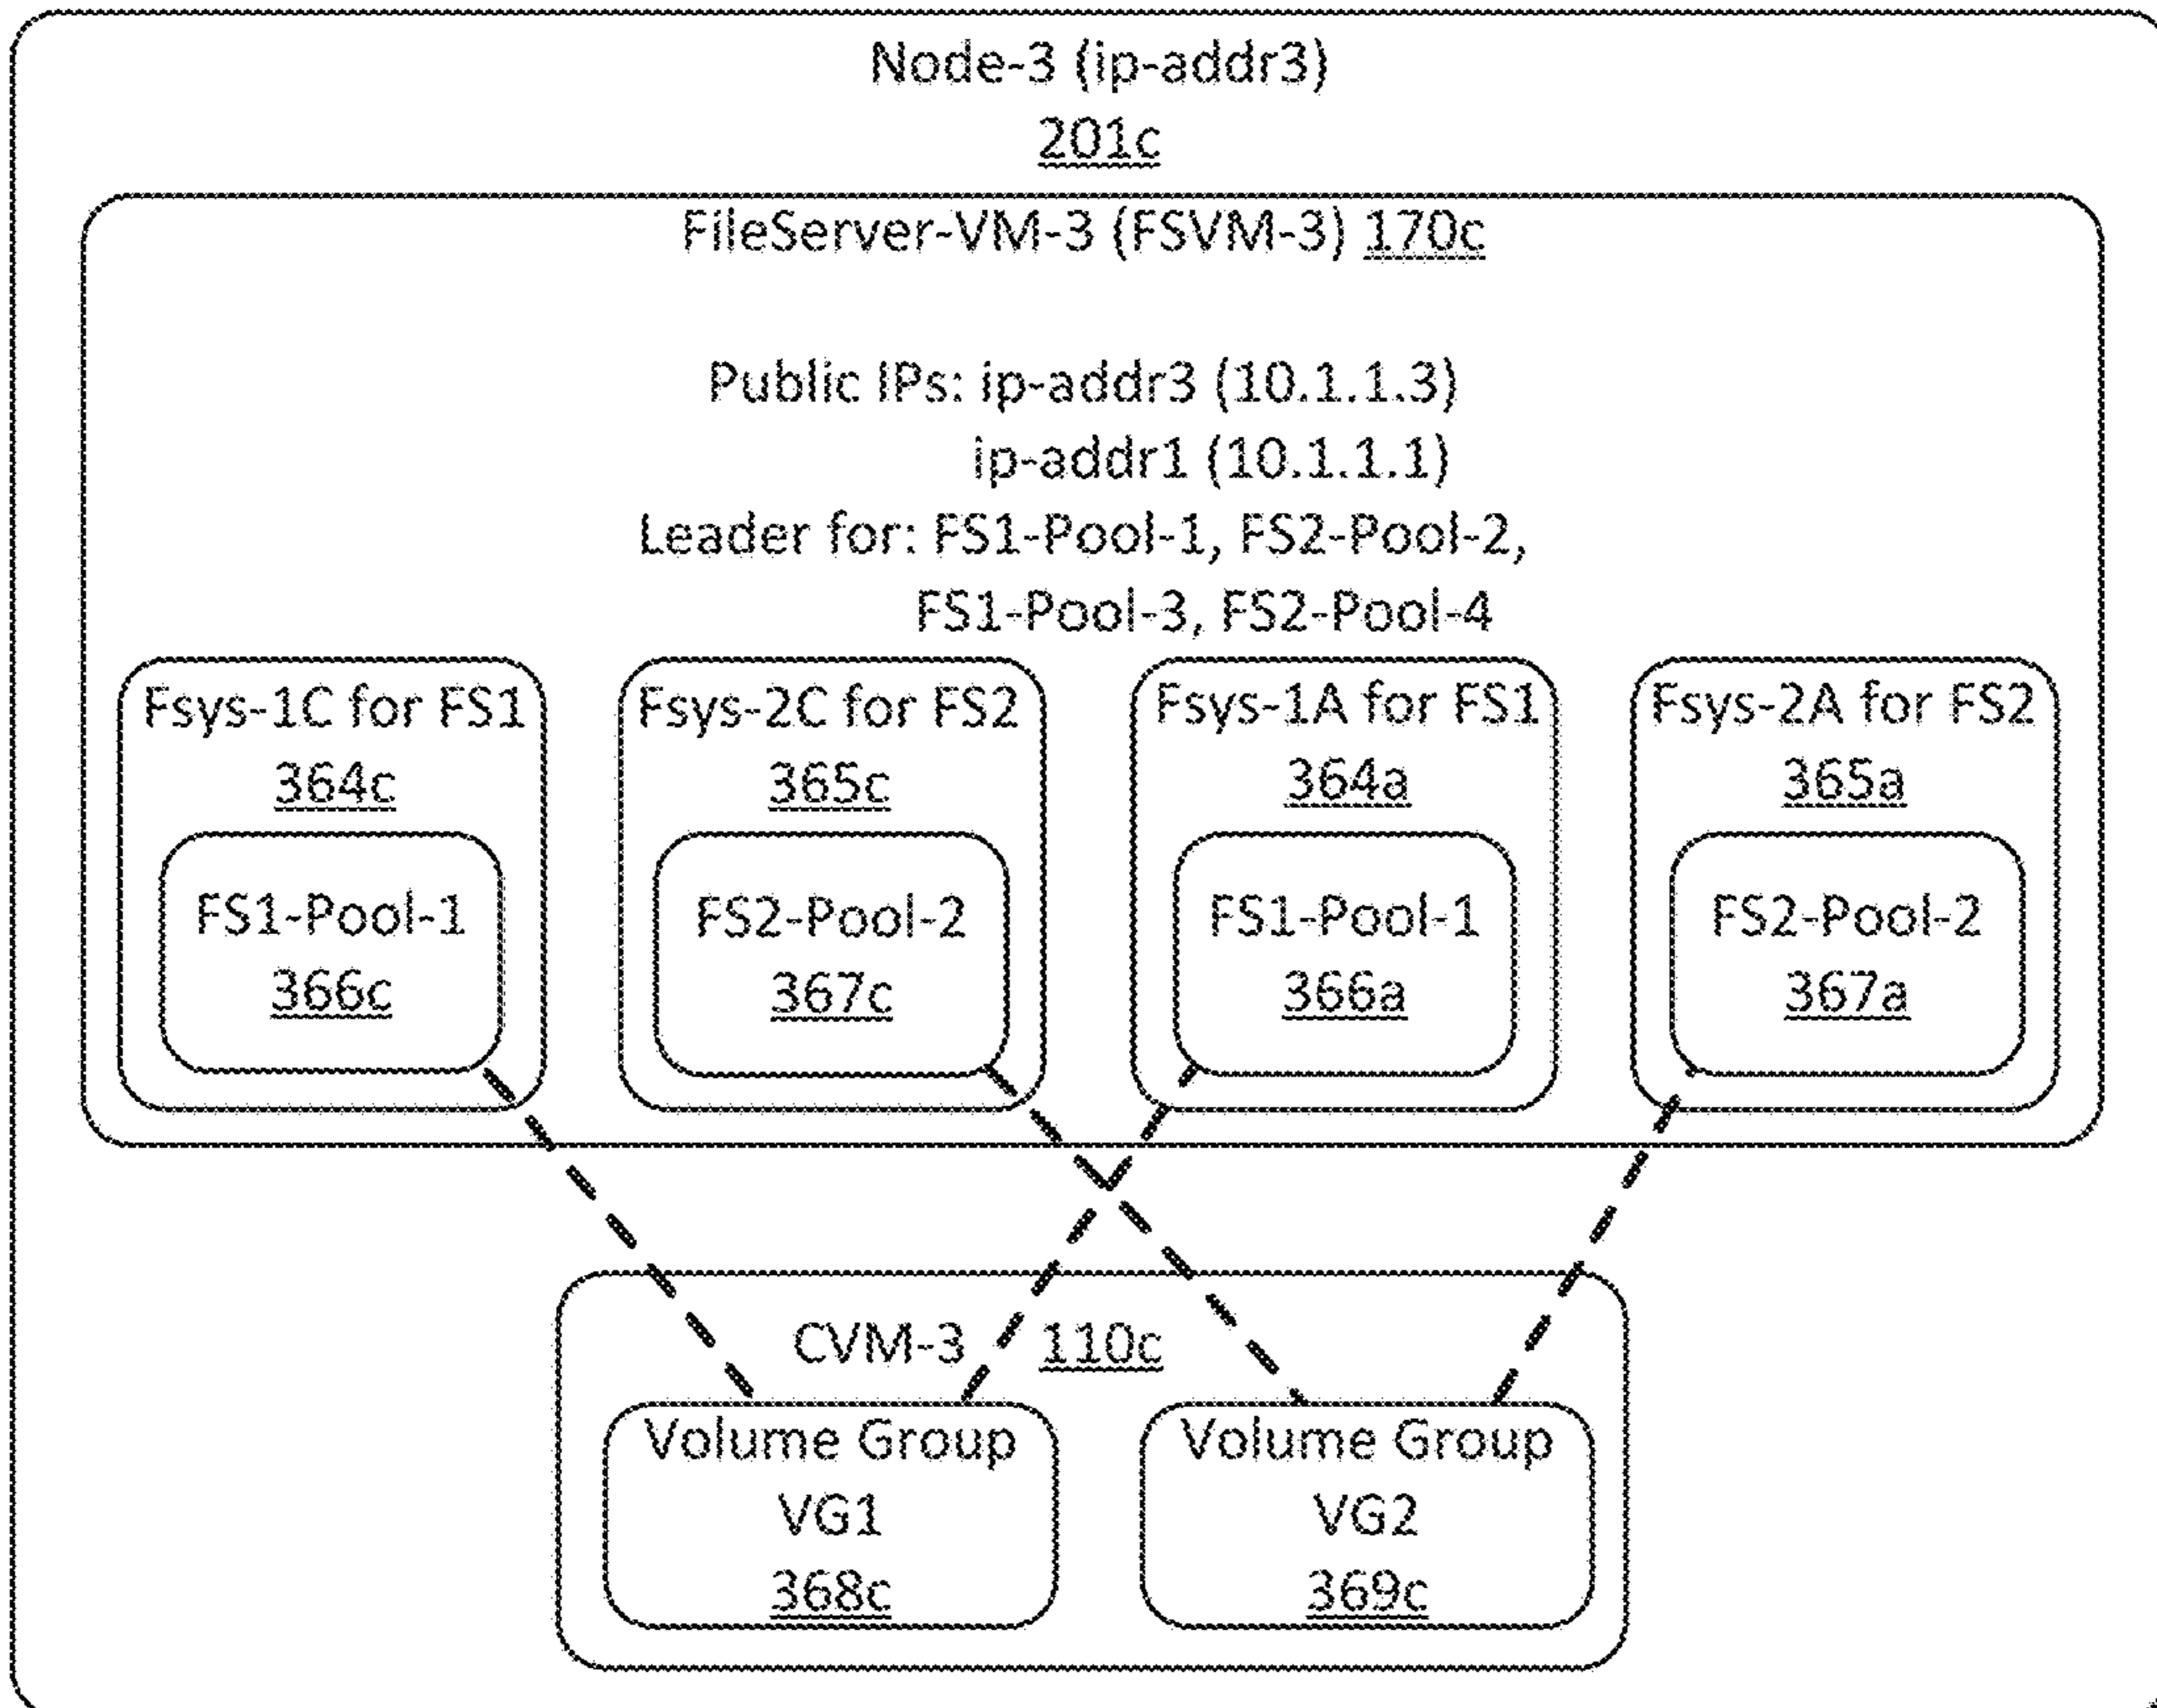 Node-3 (ip-addr3)
201c
FileServer-VM-3 (FSVM-3) 170c
Public IPs: ip-addr3 (10.1.1.3)
ip-addr1 (10.1.1.1)
Leader for: FS1-Pool-1, FS2-Pool-2,
FS1-Pool-3, FS2-Pool-4
Fsys-1C for FS1
364c
FS1-Pool-1
366c
Fsys-2C for FS2
365c
FS2-Pool-2
367c
Fsys-1A for FS1
364a
FS1-Pool-1
366a
Fsys-2A for FS2
365a
FS2-Pool-2
367a
CVM-3 110c
Volume Group
VG1
368c
Volume Group
VG2
369c